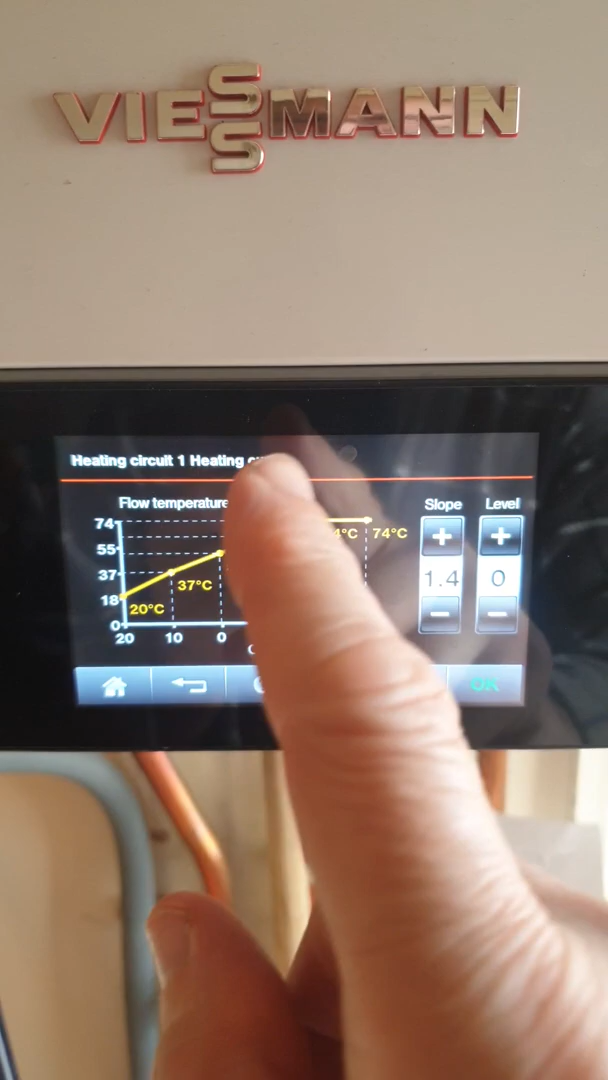 VIESSMANN
Heating circuit 1 Heating
Flow temperature
Slope Level
74
55
37
18
0
20°C
37°C
4°C
74°C
+ +
1.4 0
- -
20 10 0
OK